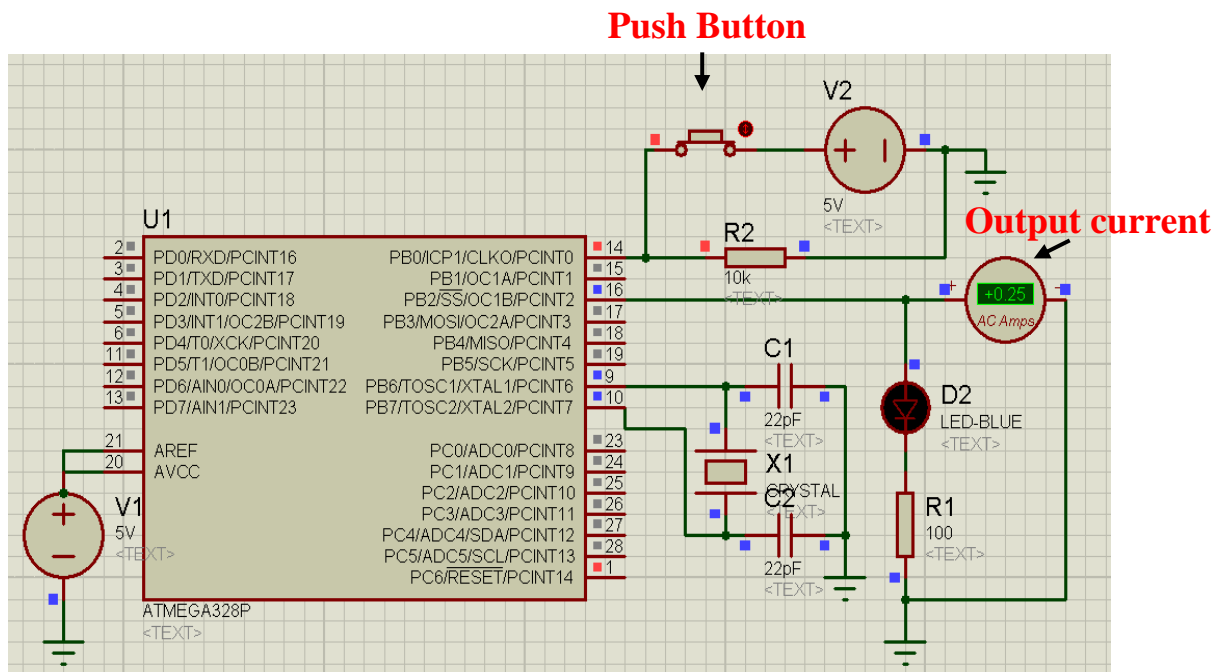 Push Button
V2
5V
<TEXT>
Output current
U1
2 PD0/RXD/PCINT16
3 PD1/TXD/PCINT17
4 PD2/INT0/PCINT18
5 PD3/INT1/OC2B/PCINT19
6 PD4/T0/XCK/PCINT20
11 PD5/T1/OC0B/PCINT21
12 PD6/AIN0/OC0A/PCINT22
13 PD7/AIN1/PCINT23
21 AREF
20 AVCC
PB0/ICP1/CLKO/PCINT0 14
PB1/OC1A/PCINT1 15
PB2/SS/OC1B/PCINT2 16
PB3/MOSI/OC2A/PCINT3 17
PB4/MISO/PCINT4 18
PB5/SCK/PCINT5 19
PB6/TOSC1/XTAL1/PCINT6 9
PB7/TOSC2/XTAL2/PCINT7 10
PC0/ADC0/PCINT8 23
PC1/ADC1/PCINT9 24
PC2/ADC2/PCINT10 25
PC3/ADC3/PCINT11 26
PC4/ADC4/SDA/PCINT12 27
PC5/ADC5/SCL/PCINT13 28
PC6/RESET/PCINT14 1
ATMEGA328P
<TEXT>
V1
5V
<TEXT>
R2
10k
<TEXT>
+0.25
AC Amps
C1
22pF
<TEXT>
X1
CRYSTAL
<TEXT>
C2
22pF
<TEXT>
D2
LED-BLUE
<TEXT>
R1
100
<TEXT>